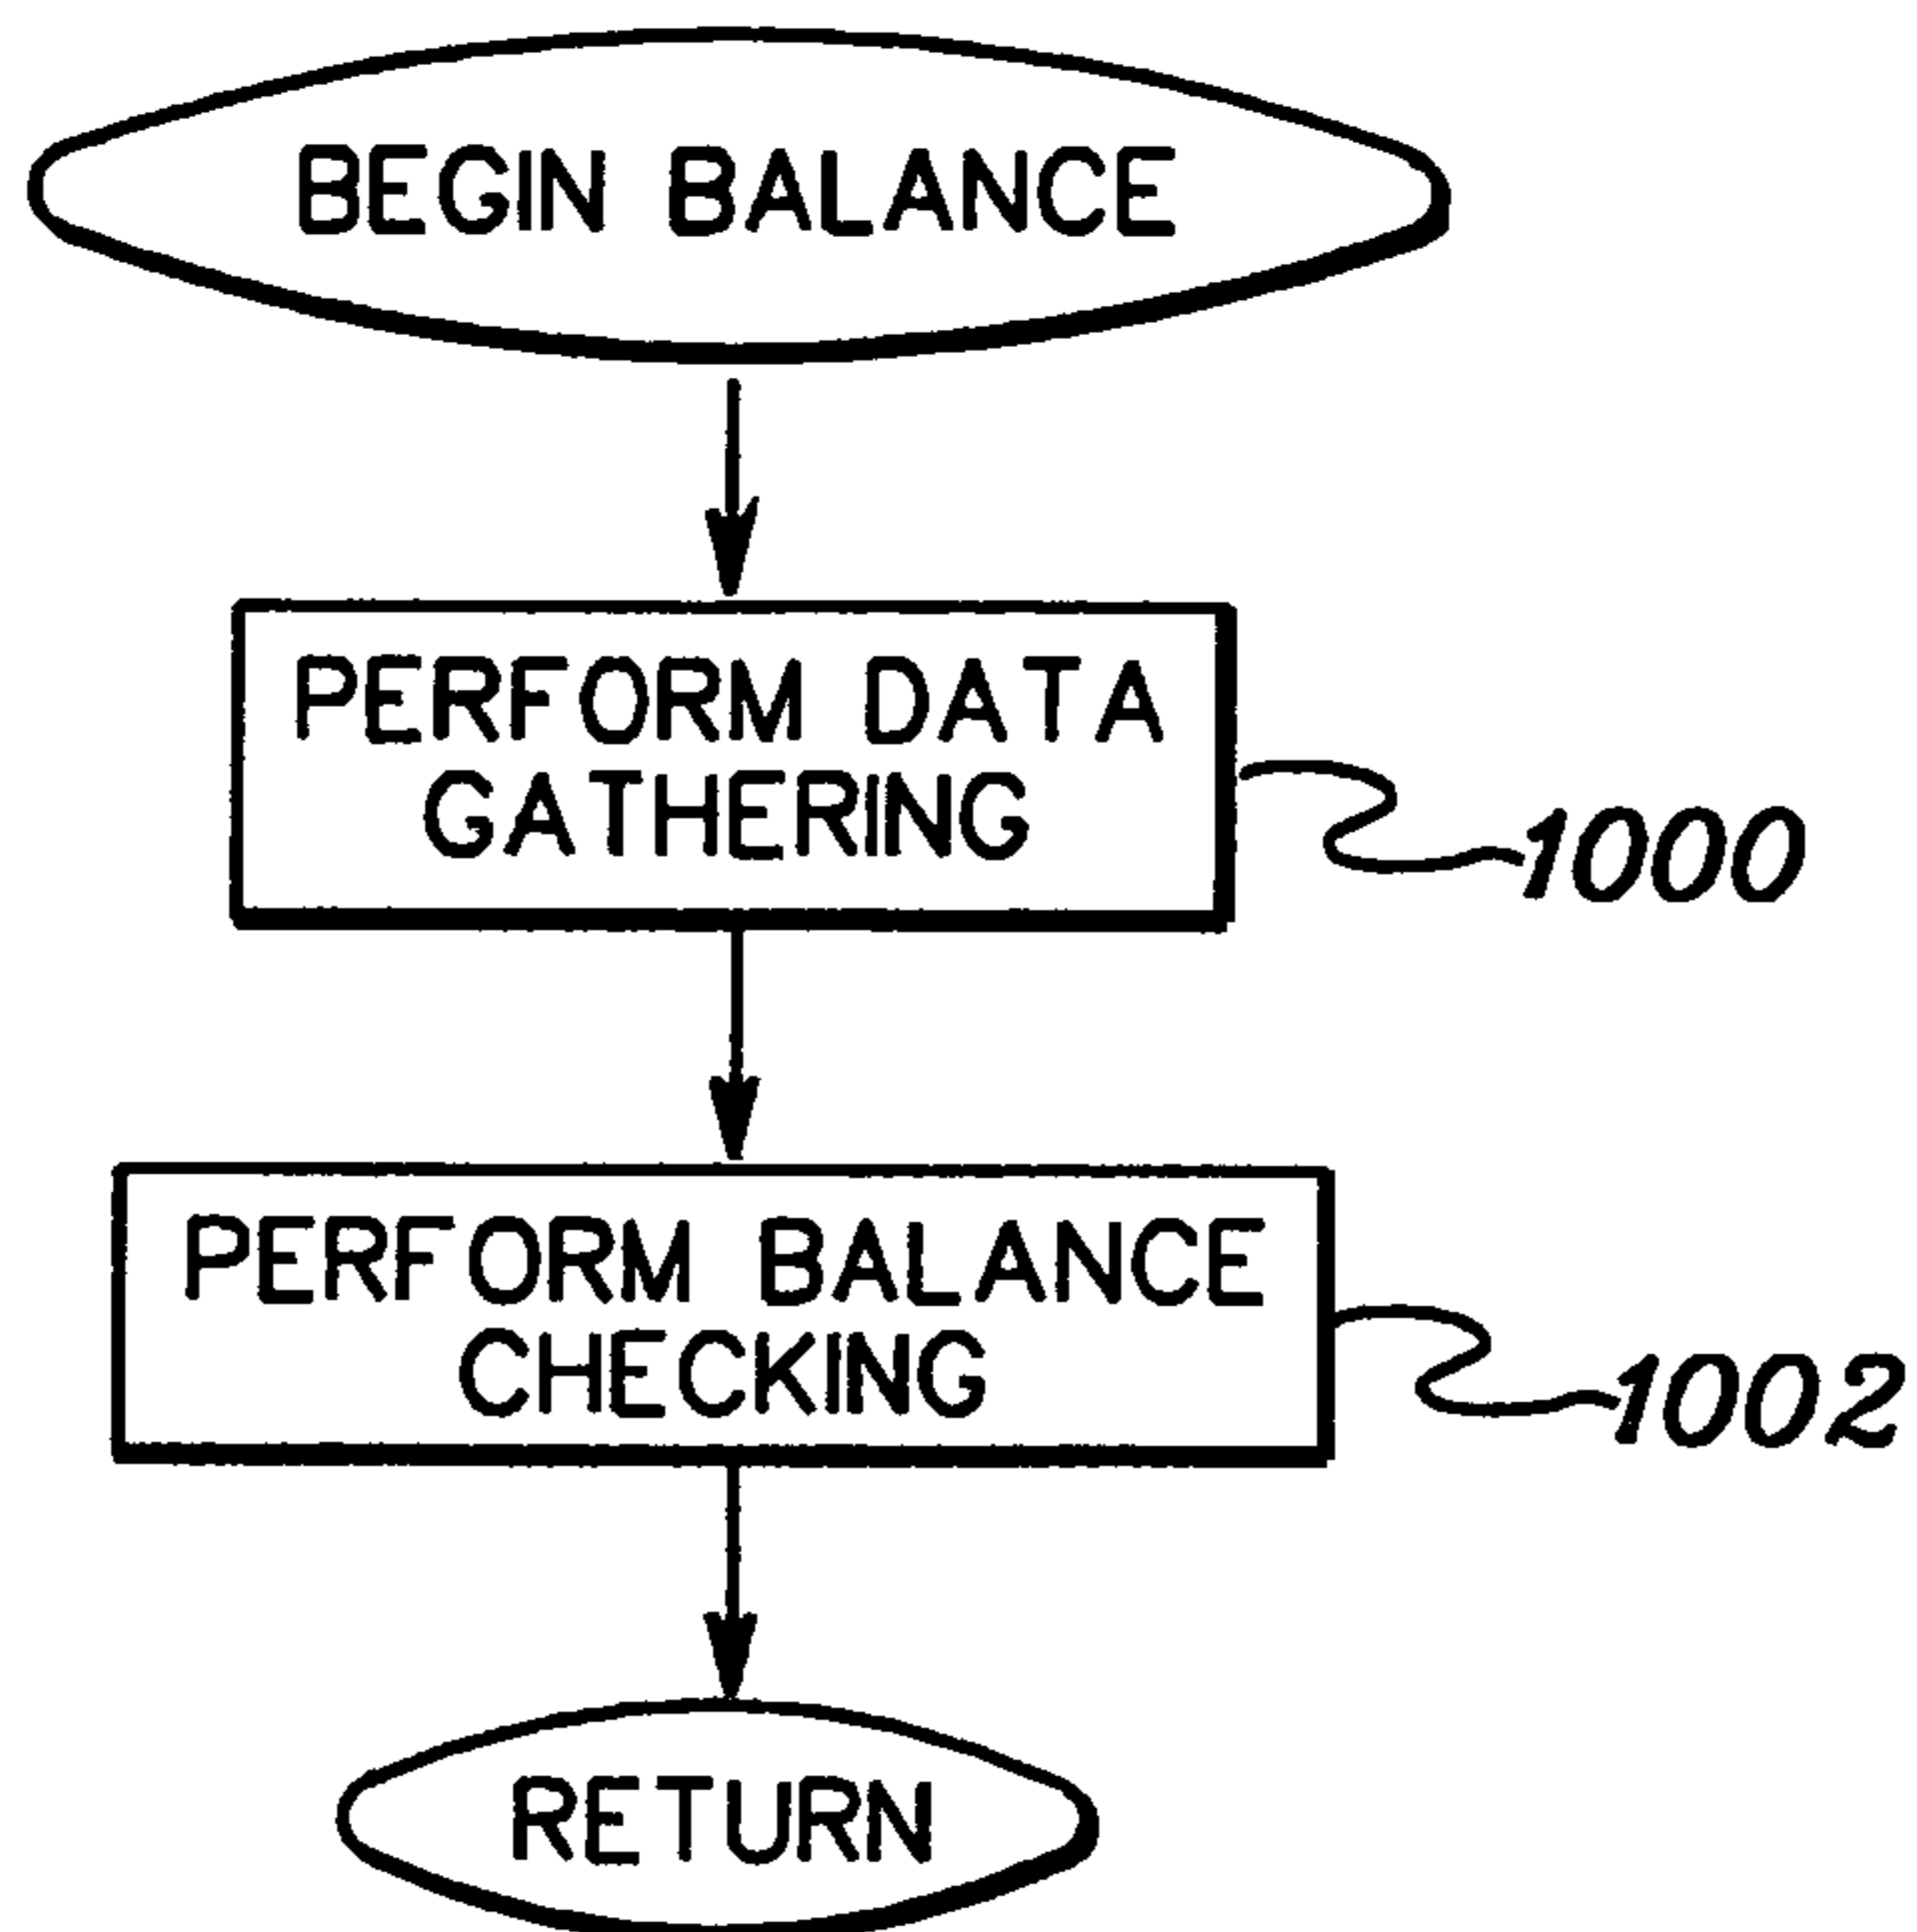 BEGIN BALANCE
PERFORM DATA
GATHERING
1000
PERFORM BALANCE
CHECKING
1002
RETURN